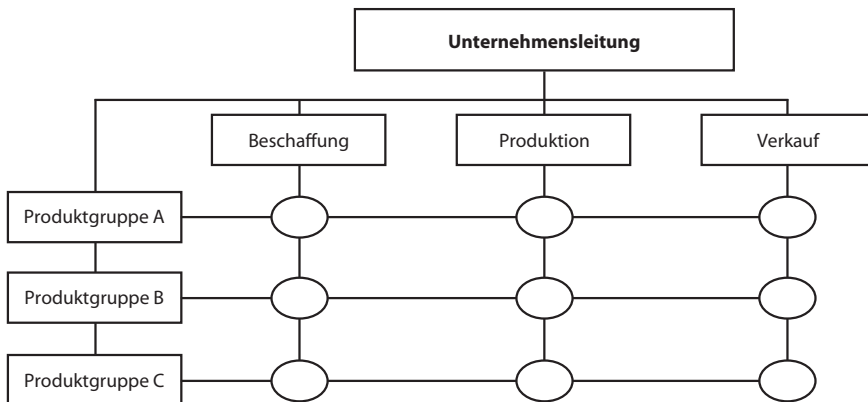 Unternehmensleitung
Beschaffung
Produktion
Verkauf
Produktgruppe A
Produktgruppe B
Produktgruppe C